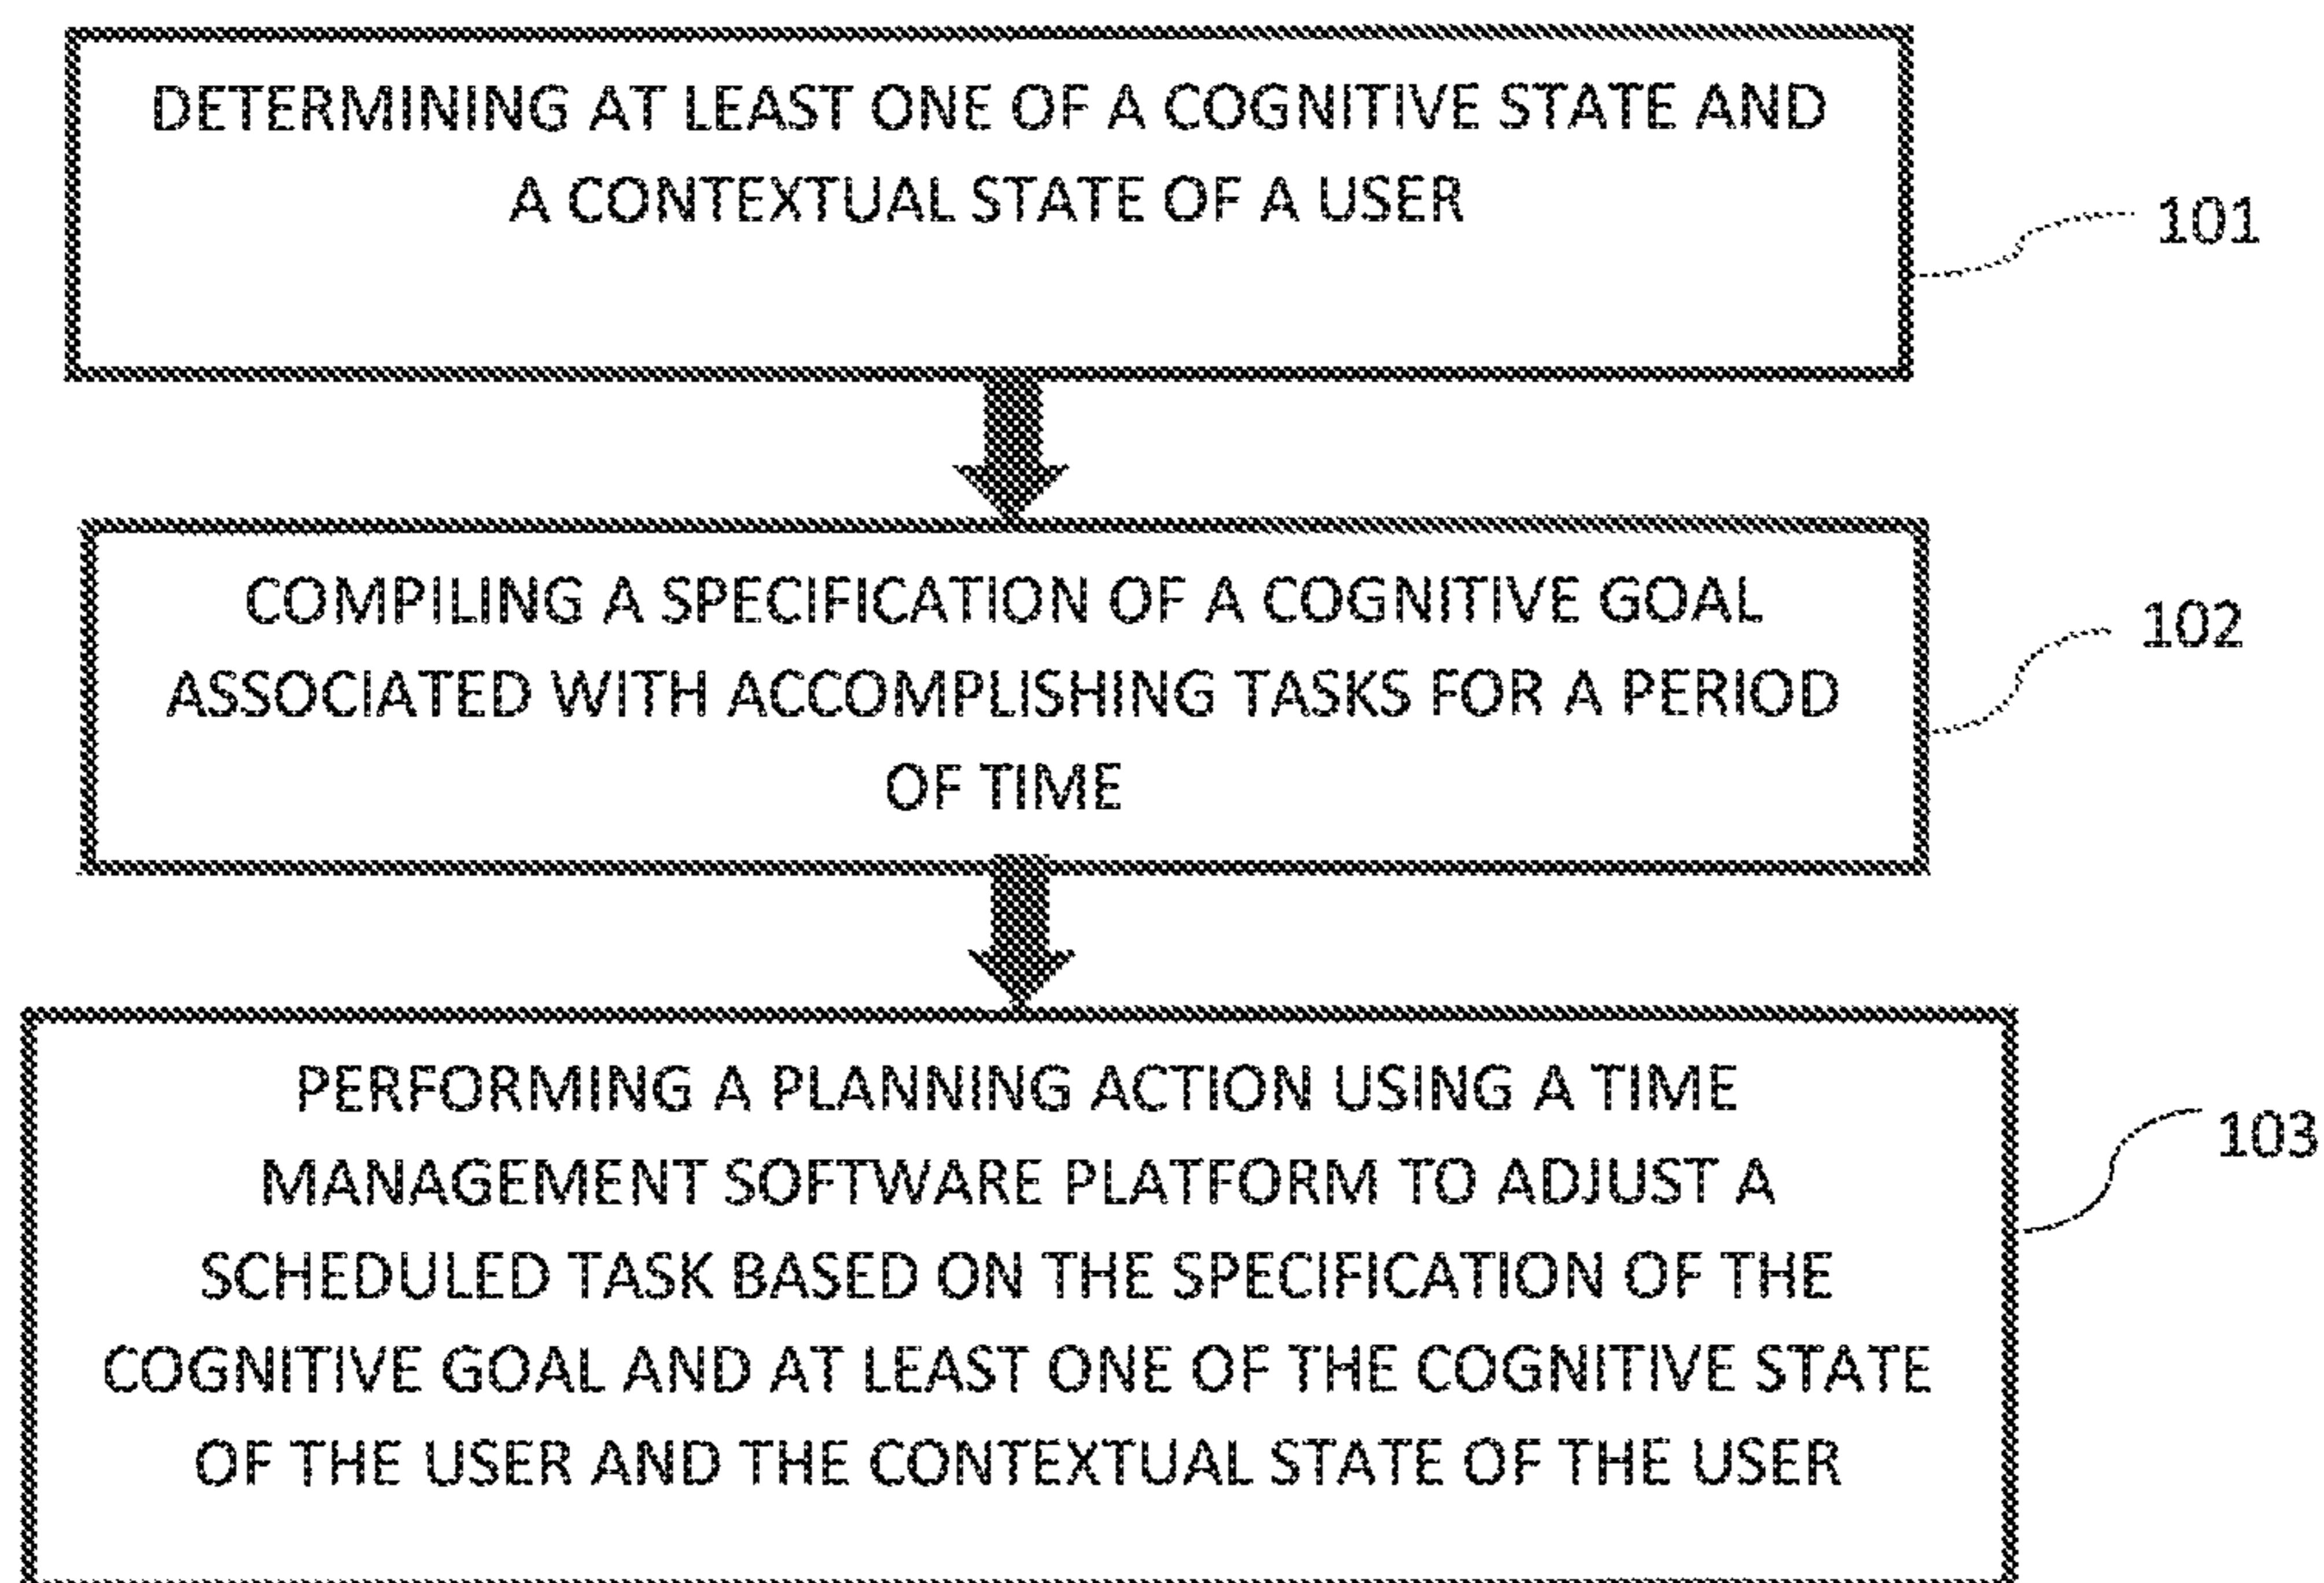 DETERMINING AT LEAST ONE OF A COGNITIVE STATE AND
A CONTEXTUAL STATE OF A USER
101
COMPILING A SPECIFICATION OF A COGNITIVE GOAL
ASSOCIATED WITH ACCOMPLISHING TASKS FOR A PERIOD
OF TIME
102
PERFORMING A PLANNING ACTION USING A TIME
MANAGEMENT SOFTWARE PLATFORM TO ADJUST A
SCHEDULED TASK BASED ON THE SPECIFICATION OF THE
COGNITIVE GOAL AND AT LEAST ONE OF THE COGNITIVE STATE
OF THE USER AND THE CONTEXTUAL STATE OF THE USER
103